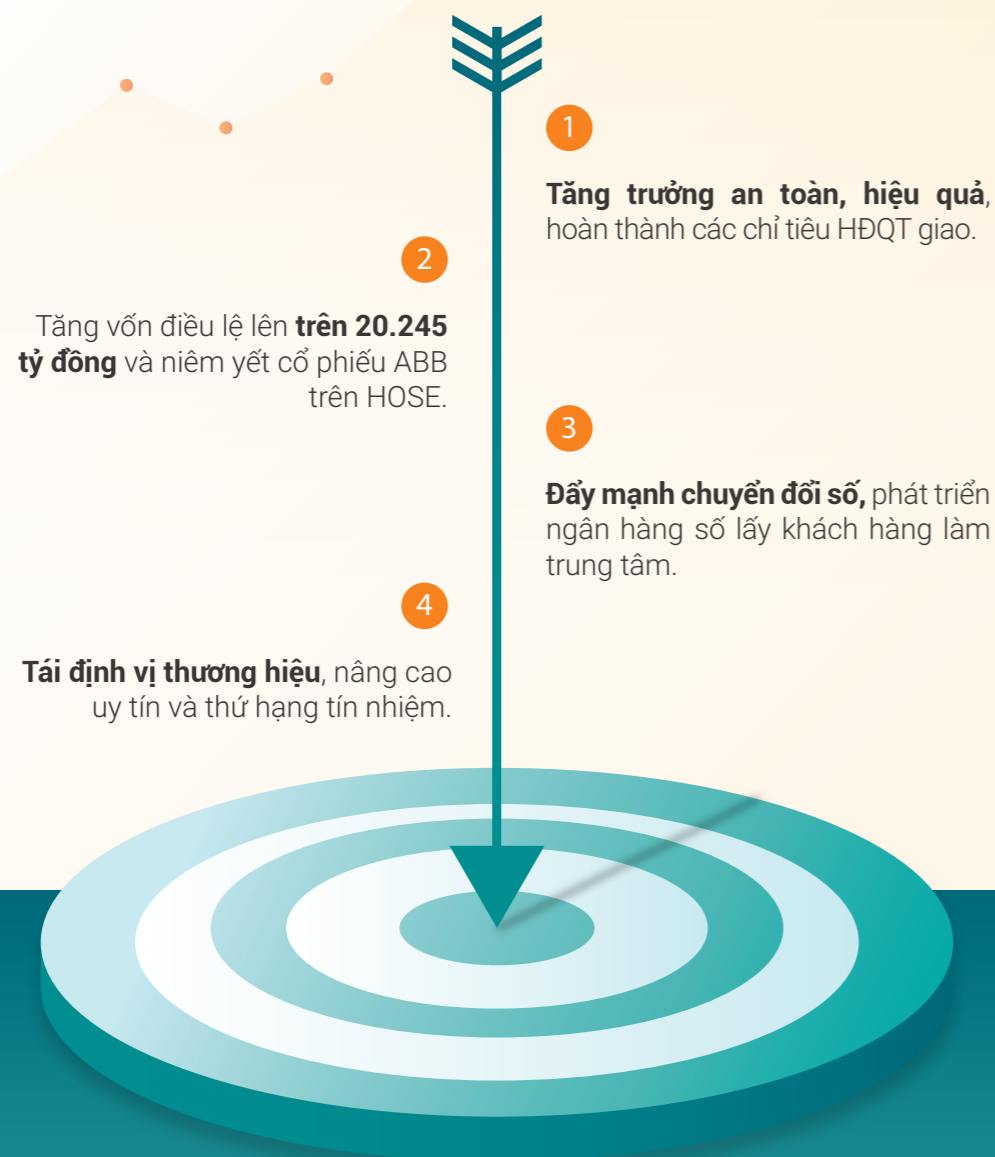 1
Tăng trưởng an toàn, hiệu quả,
hoàn thành các chỉ tiêu HĐQT giao.
2
Tăng vốn điều lệ lên trên 20.245
tỷ đồng và niêm yết cổ phiếu ABB
trên HOSE.
3
Đẩy mạnh chuyển đổi số, phát triển
ngân hàng số lấy khách hàng làm
trung tâm.
4
Tái định vị thương hiệu, nâng cao
uy tín và thứ hạng tín nhiệm.